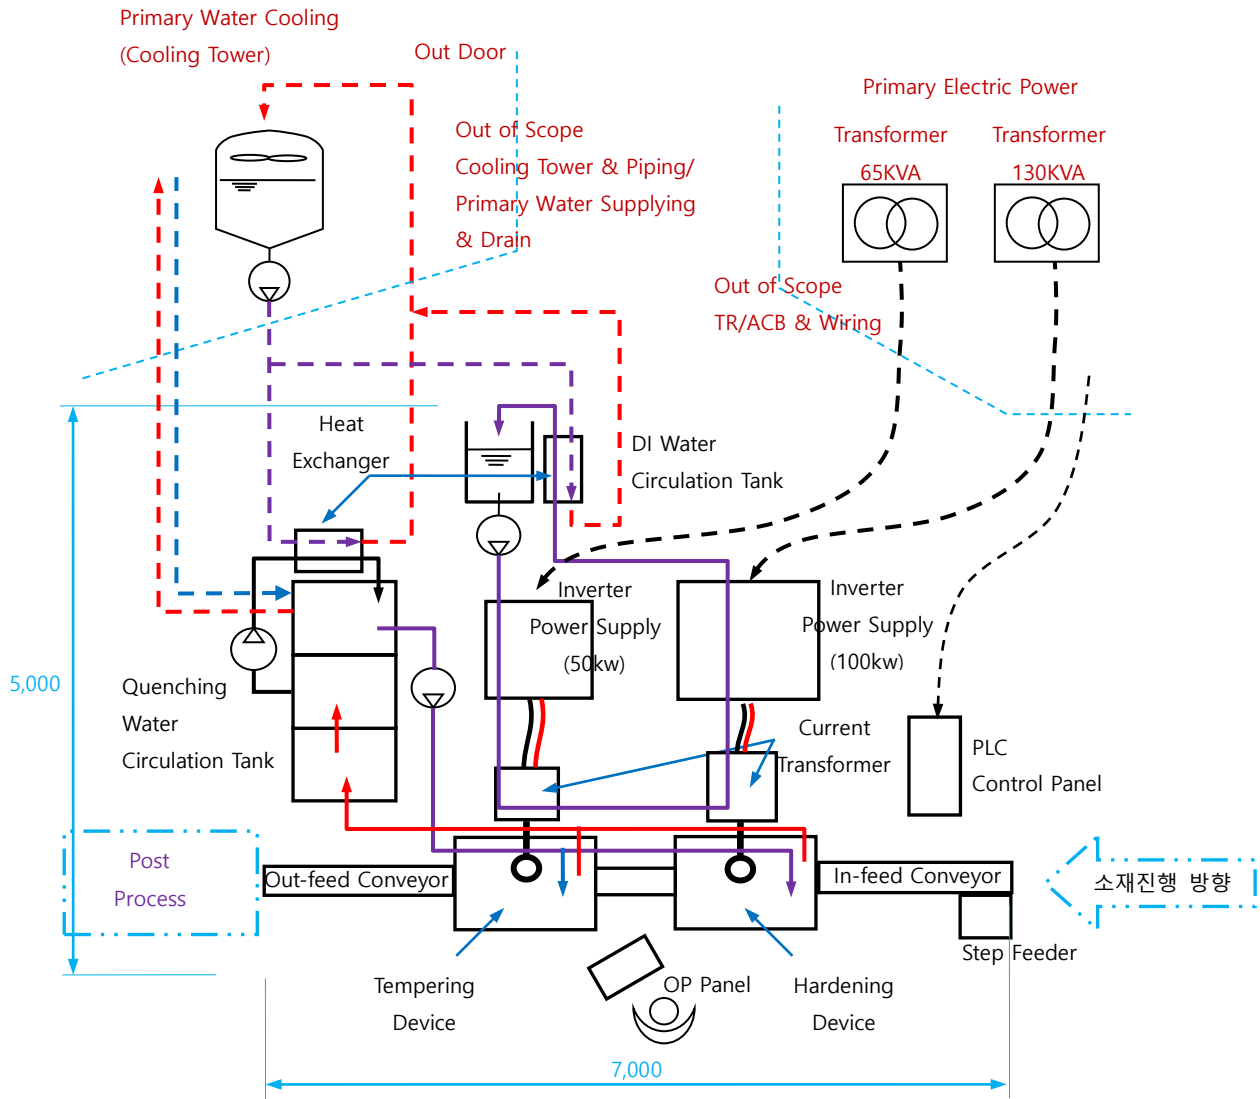 Primary Water Cooling
(Cooling Tower)
Out Door
Out of Scope
Cooling Tower & Piping/
Primary Water Supplying
& Drain
Primary Electric Power
Transformer
65KVA
Transformer
130KVA
Out of Scope
TR/ACB & Wiring
Heat
Exchanger
DI Water
Circulation Tank
Inverter
Power Supply
(50kw)
Inverter
Power Supply
(100kw)
5,000
Quenching
Water
Circulation Tank
Current
Transformer
PLC
Control Panel
Post
Process
Out-feed Conveyor
In-feed Conveyor
소재진행 방향
Step Feeder
Tempering
Device
OP Panel
Hardening
Device
7,000